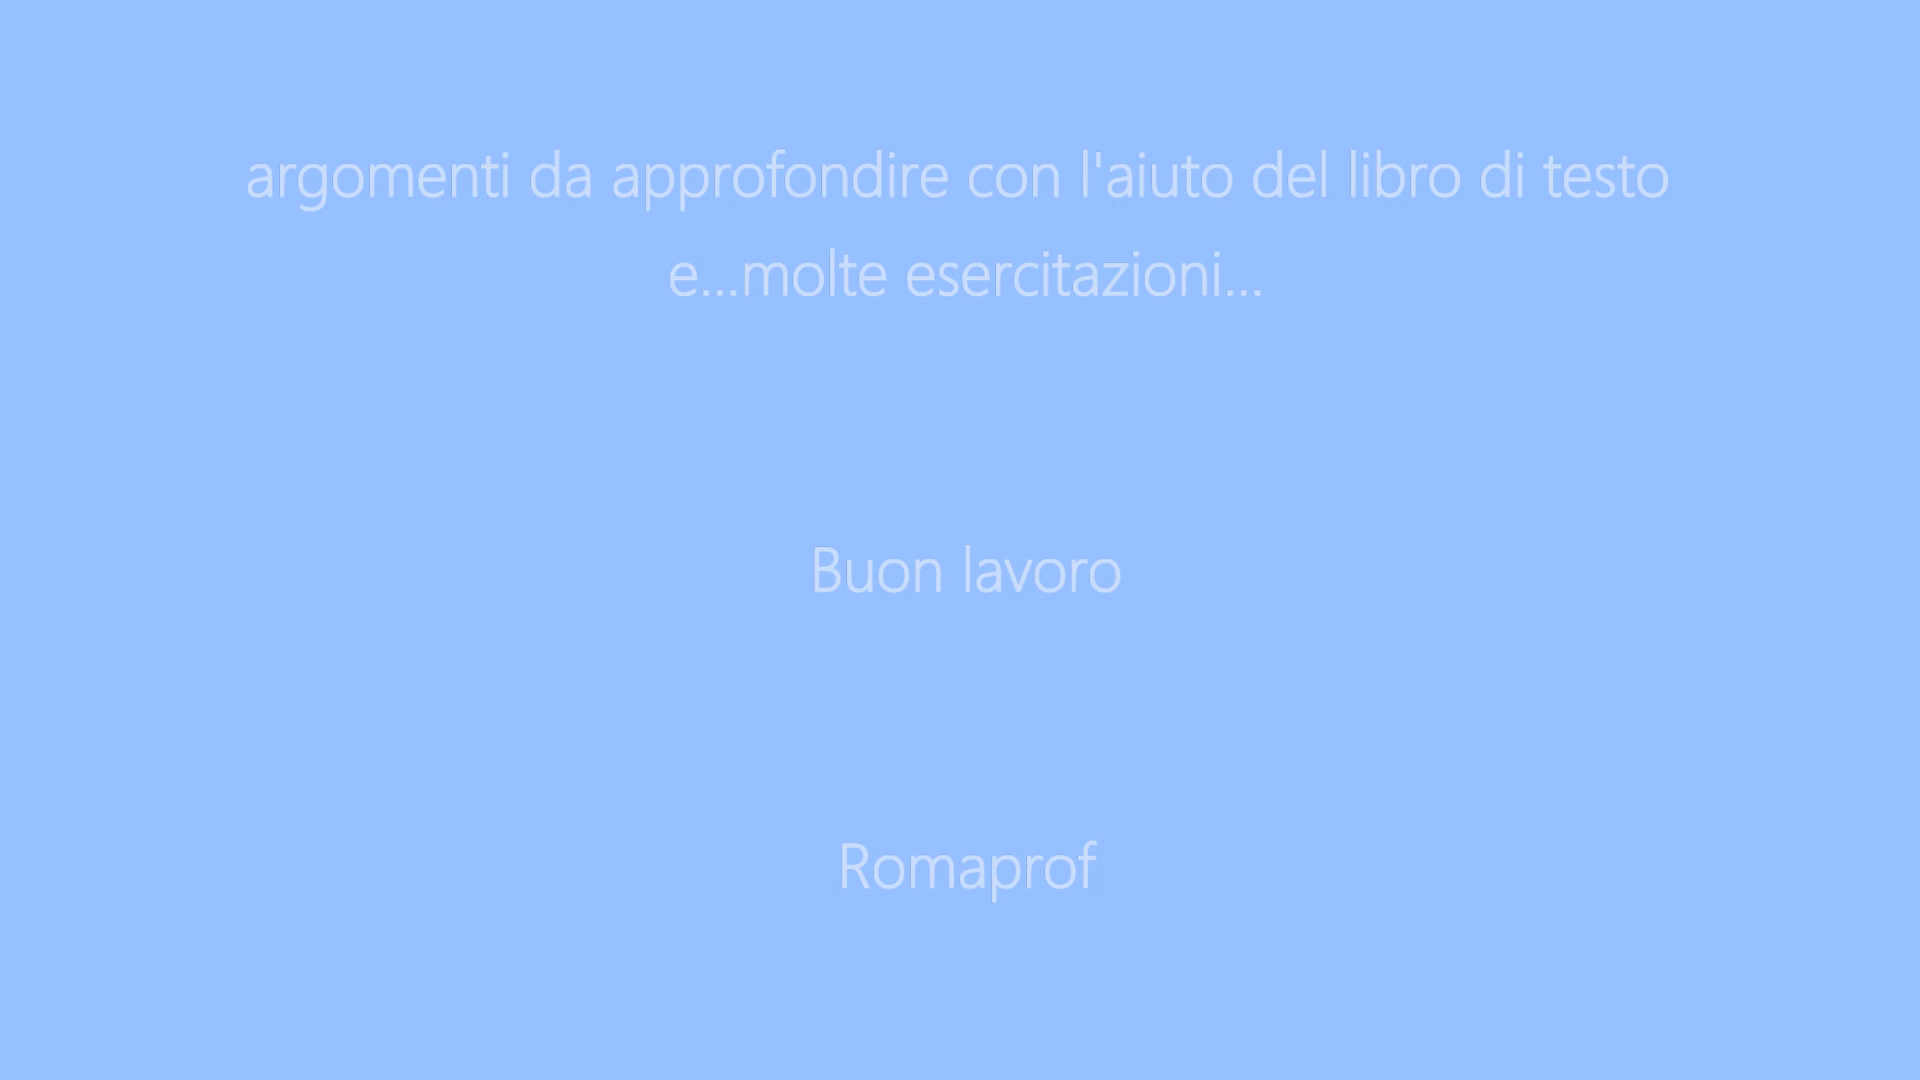 argomenti da approfondire con l'aiuto del libro di testo
e...molte esercitazioni...
Buon lavoro
Romaprof